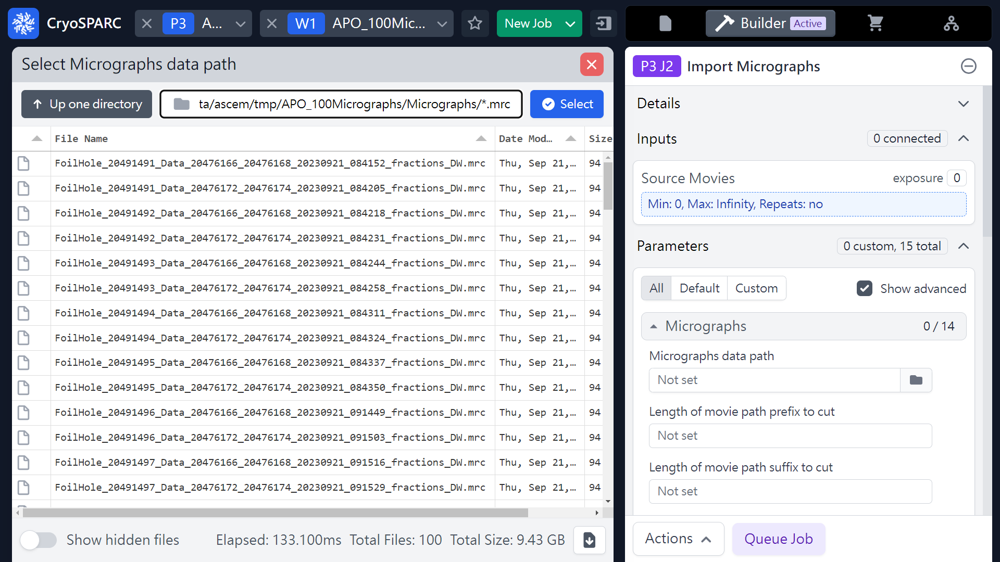 CryoSPARC
P3 A...
W1 APO_100Mic...
New Job
Builder Active
Select Micrographs data path
Up one directory
ta/ascem/tmp/APO_100Micrographs/Micrographs/*.mrc
Select
File Name Date Mod... Size
FoilHole_20491491_Data_20476166_20476168_20230921_084152_fractions_DW.mrc Thu, Sep 21,... 94
FoilHole_20491491_Data_20476172_20476174_20230921_084205_fractions_DW.mrc Thu, Sep 21,... 94
FoilHole_20491492_Data_20476166_20476168_20230921_084218_fractions_DW.mrc Thu, Sep 21,... 94
FoilHole_20491492_Data_20476172_20476174_20230921_084231_fractions_DW.mrc Thu, Sep 21,... 94
FoilHole_20491493_Data_20476166_20476168_20230921_084244_fractions_DW.mrc Thu, Sep 21,... 94
FoilHole_20491493_Data_20476172_20476174_20230921_084258_fractions_DW.mrc Thu, Sep 21,... 94
FoilHole_20491494_Data_20476166_20476168_20230921_084311_fractions_DW.mrc Thu, Sep 21,... 94
FoilHole_20491494_Data_20476172_20476174_20230921_084324_fractions_DW.mrc Thu, Sep 21,... 94
FoilHole_20491495_Data_20476166_20476168_20230921_084337_fractions_DW.mrc Thu, Sep 21,... 94
FoilHole_20491495_Data_20476172_20476174_20230921_084350_fractions_DW.mrc Thu, Sep 21,... 94
FoilHole_20491496_Data_20476166_20476168_20230921_091449_fractions_DW.mrc Thu, Sep 21,... 94
FoilHole_20491496_Data_20476172_20476174_20230921_091503_fractions_DW.mrc Thu, Sep 21,... 94
FoilHole_20491497_Data_20476166_20476168_20230921_091516_fractions_DW.mrc Thu, Sep 21,... 94
FoilHole_20491497_Data_20476172_20476174_20230921_091529_fractions_DW.mrc Thu, Sep 21,... 94
Show hidden files Elapsed: 133.100ms Total Files: 100 Total Size: 9.43 GB
P3 J2 Import Micrographs
Details
Inputs 0 connected
Source Movies exposure 0
Min: 0, Max: Infinity, Repeats: no
Parameters 0 custom, 15 total
All Default Custom Show advanced
Micrographs 0 / 14
Micrographs data path
Not set
Length of movie path prefix to cut
Not set
Length of movie path suffix to cut
Not set
Actions Queue Job